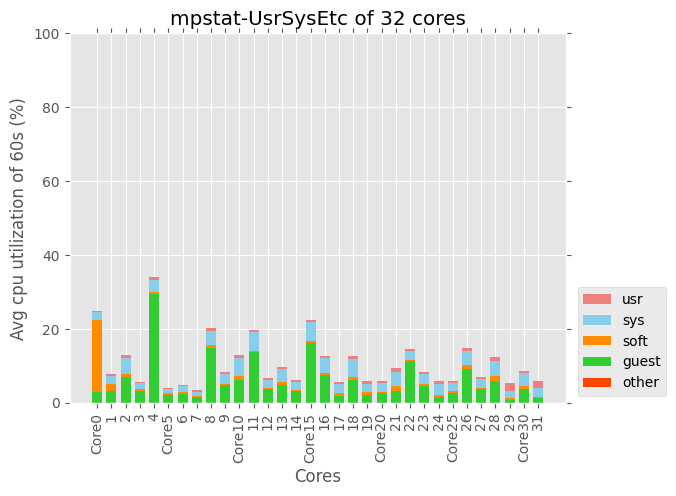 mpstat-UsrSysEtc of 32 cores
Avg cpu utilization of 60s (%)
100
80
60
40
20
0
Core0
1
2
3
4
Core5
6
7
8
9
Core10
11
12
13
14
Core15
16
17
18
19
Core20
21
22
23
24
Core25
26
27
28
29
Core30
31
Cores
usr
sys
soft
guest
other